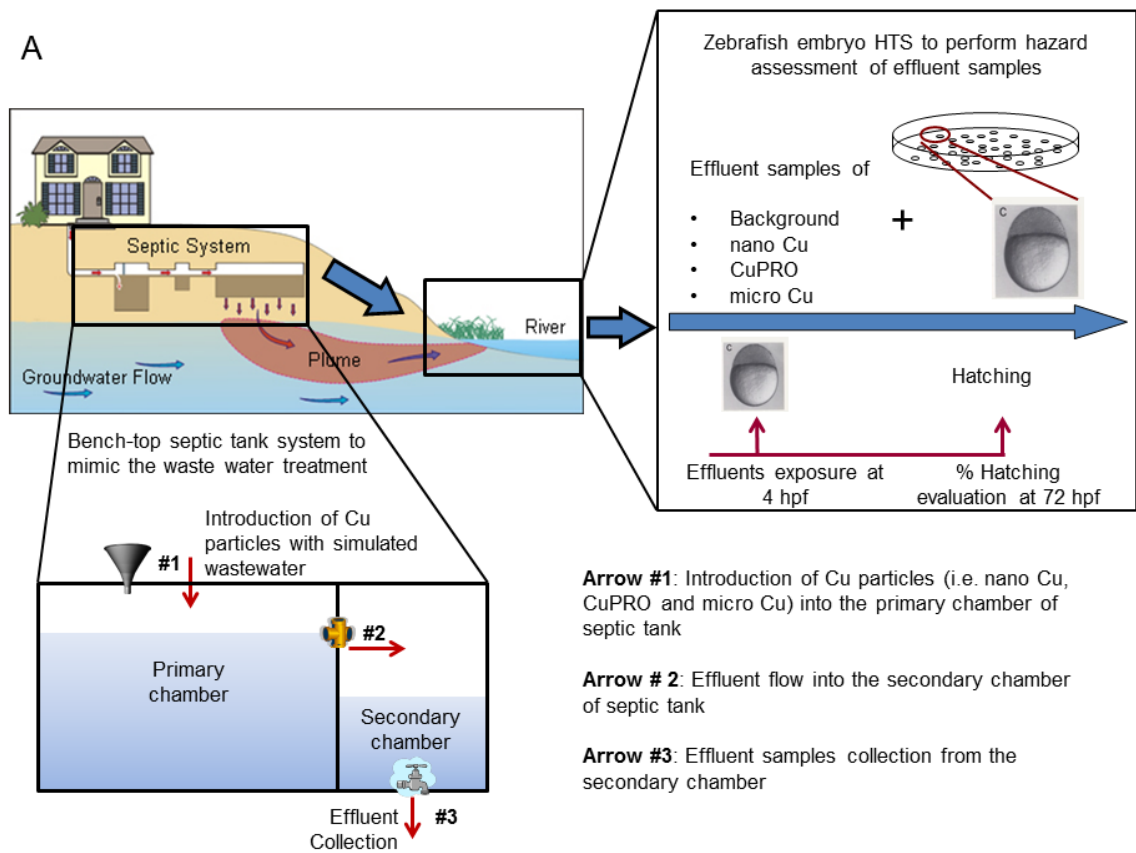 A
Zebrafish embryo HTS to perform hazard
assessment of effluent samples
Effluent samples of
• Background
• nano Cu
• CuPRO
• micro Cu
+
C
C
Hatching
Effluents exposure at
4 hpf
% Hatching
evaluation at 72 hpf
Septic System
River
Plume
Groundwater Flow
Bench-top septic tank system to
mimic the waste water treatment
Introduction of Cu
particles with simulated
wastewater
#1
#2
Primary
chamber
Secondary
chamber
#3
Effluent
Collection
Arrow #1: Introduction of Cu particles (i.e. nano Cu,
CuPRO and micro Cu) into the primary chamber of
septic tank
Arrow # 2: Effluent flow into the secondary chamber
of septic tank
Arrow #3: Effluent samples collection from the
secondary chamber